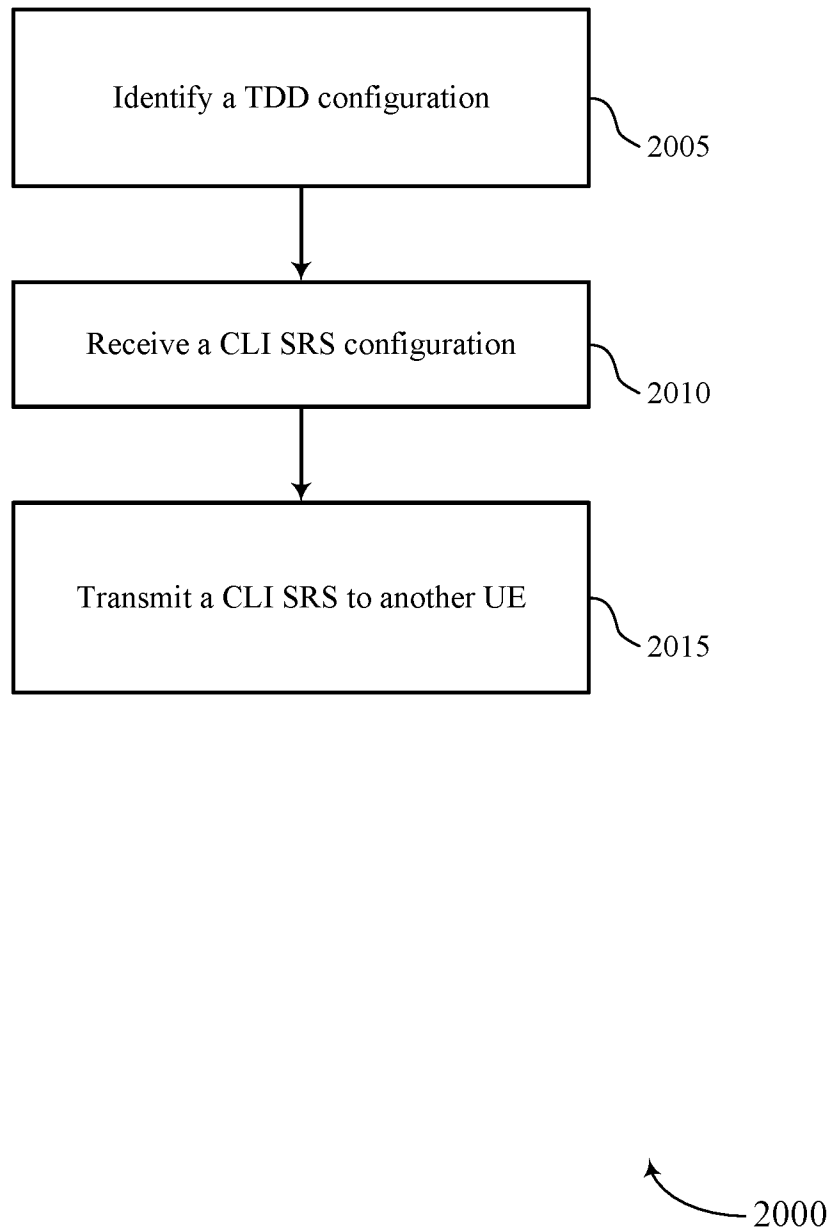 Identify a TDD configuration
2005
Receive a CLI SRS configuration
2010
Transmit a CLI SRS to another UE
2015
2000